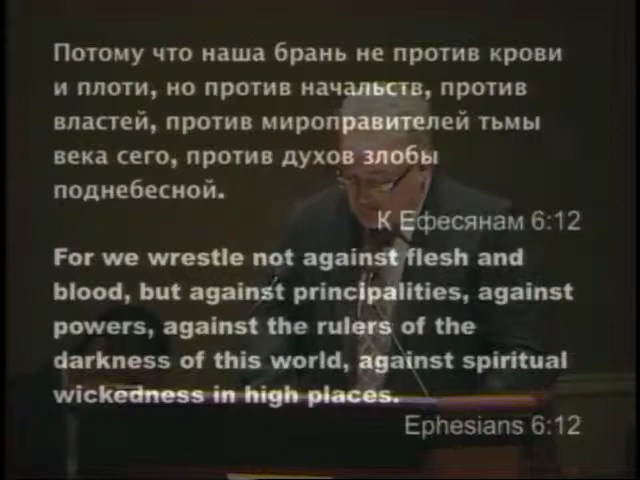 Потому что наша брань не против крови
и плоти, но против начальств, против
властей, против мироправителей тьмы
века сего, против духов злобы
поднебесной.
К Ефесянам 6:12
For we wrestle not against flesh and
blood, but against principalities, against
powers, against the rulers of the
darkness of this world, against spiritual
wickedness in high places.
Ephesians 6:12